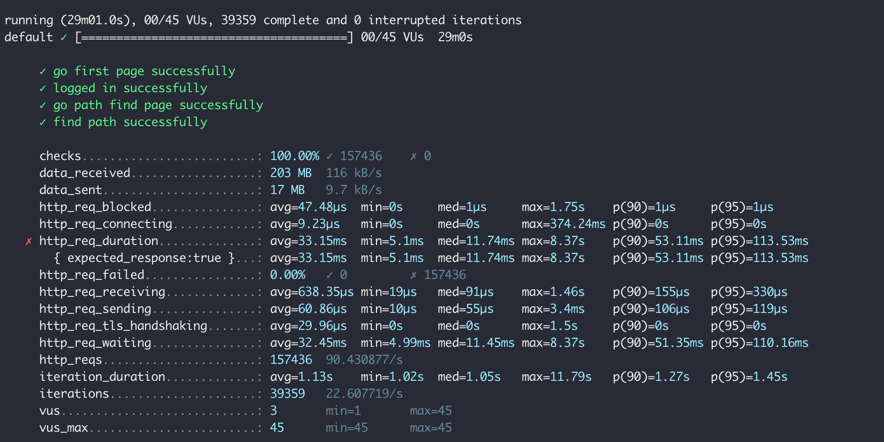 running (29m01.0s), 00/45 VUs, 39359 complete and 0 interrupted iterations
default ✓ [======================================] 00/45 VUs  29m0s
✓ go first page successfully
✓ logged in successfully
✓ go path find page successfully
✓ find path successfully
checks.........................: 100.00% ✓ 157436    ✗ 0
data_received..................: 203 MB  116 kB/s
data_sent......................: 17 MB   9.7 kB/s
http_req_blocked...............: avg=47.48µs  min=0s     med=1µs     max=1.75s    p(90)=1µs     p(95)=1µs
http_req_connecting............: avg=9.23µs   min=0s     med=0s      max=374.24ms p(90)=0s      p(95)=0s
✗ http_req_duration..............: avg=33.15ms  min=5.1ms  med=11.74ms max=8.37s    p(90)=53.11ms p(95)=113.53ms
{ expected_response:true }...: avg=33.15ms  min=5.1ms  med=11.74ms max=8.37s    p(90)=53.11ms p(95)=113.53ms
http_req_failed................: 0.00%   ✓ 0         ✗ 157436
http_req_receiving.............: avg=638.35µs min=19µs   med=91µs    max=1.46s    p(90)=155µs   p(95)=330µs
http_req_sending...............: avg=60.86µs  min=10µs   med=55µs    max=3.4ms    p(90)=106µs   p(95)=119µs
http_req_tls_handshaking.......: avg=29.96µs  min=0s     med=0s      max=1.5s     p(90)=0s      p(95)=0s
http_req_waiting...............: avg=32.45ms  min=4.99ms med=11.45ms max=8.37s    p(90)=51.35ms p(95)=110.16ms
http_reqs......................: 157436  90.430877/s
iteration_duration.............: avg=1.13s    min=1.02s  med=1.05s   max=11.79s   p(90)=1.27s   p(95)=1.45s
iterations.....................: 39359   22.607719/s
vus............................: 3       min=1       max=45
vus_max........................: 45      min=45      max=45